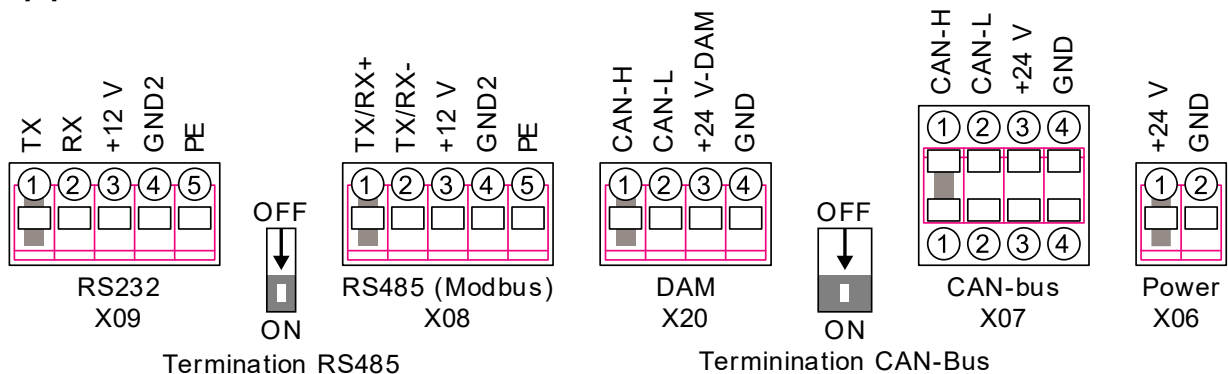 TX RX +12 V GND2 PE
1 2 3 4 5
RS232
X09
OFF
ON
Termination RS485
TX/RX+ TX/RX- +12 V GND2 PE
1 2 3 4 5
RS485 (Modbus)
X08
CAN-H CAN-L +24 V-DAM GND
1 2 3 4
DAM
X20
OFF
ON
Terminination CAN-Bus
CAN-H CAN-L +24 V GND
1 2 3 4
1 2 3 4
CAN-bus
X07
+24 V GND
1 2
Power
X06